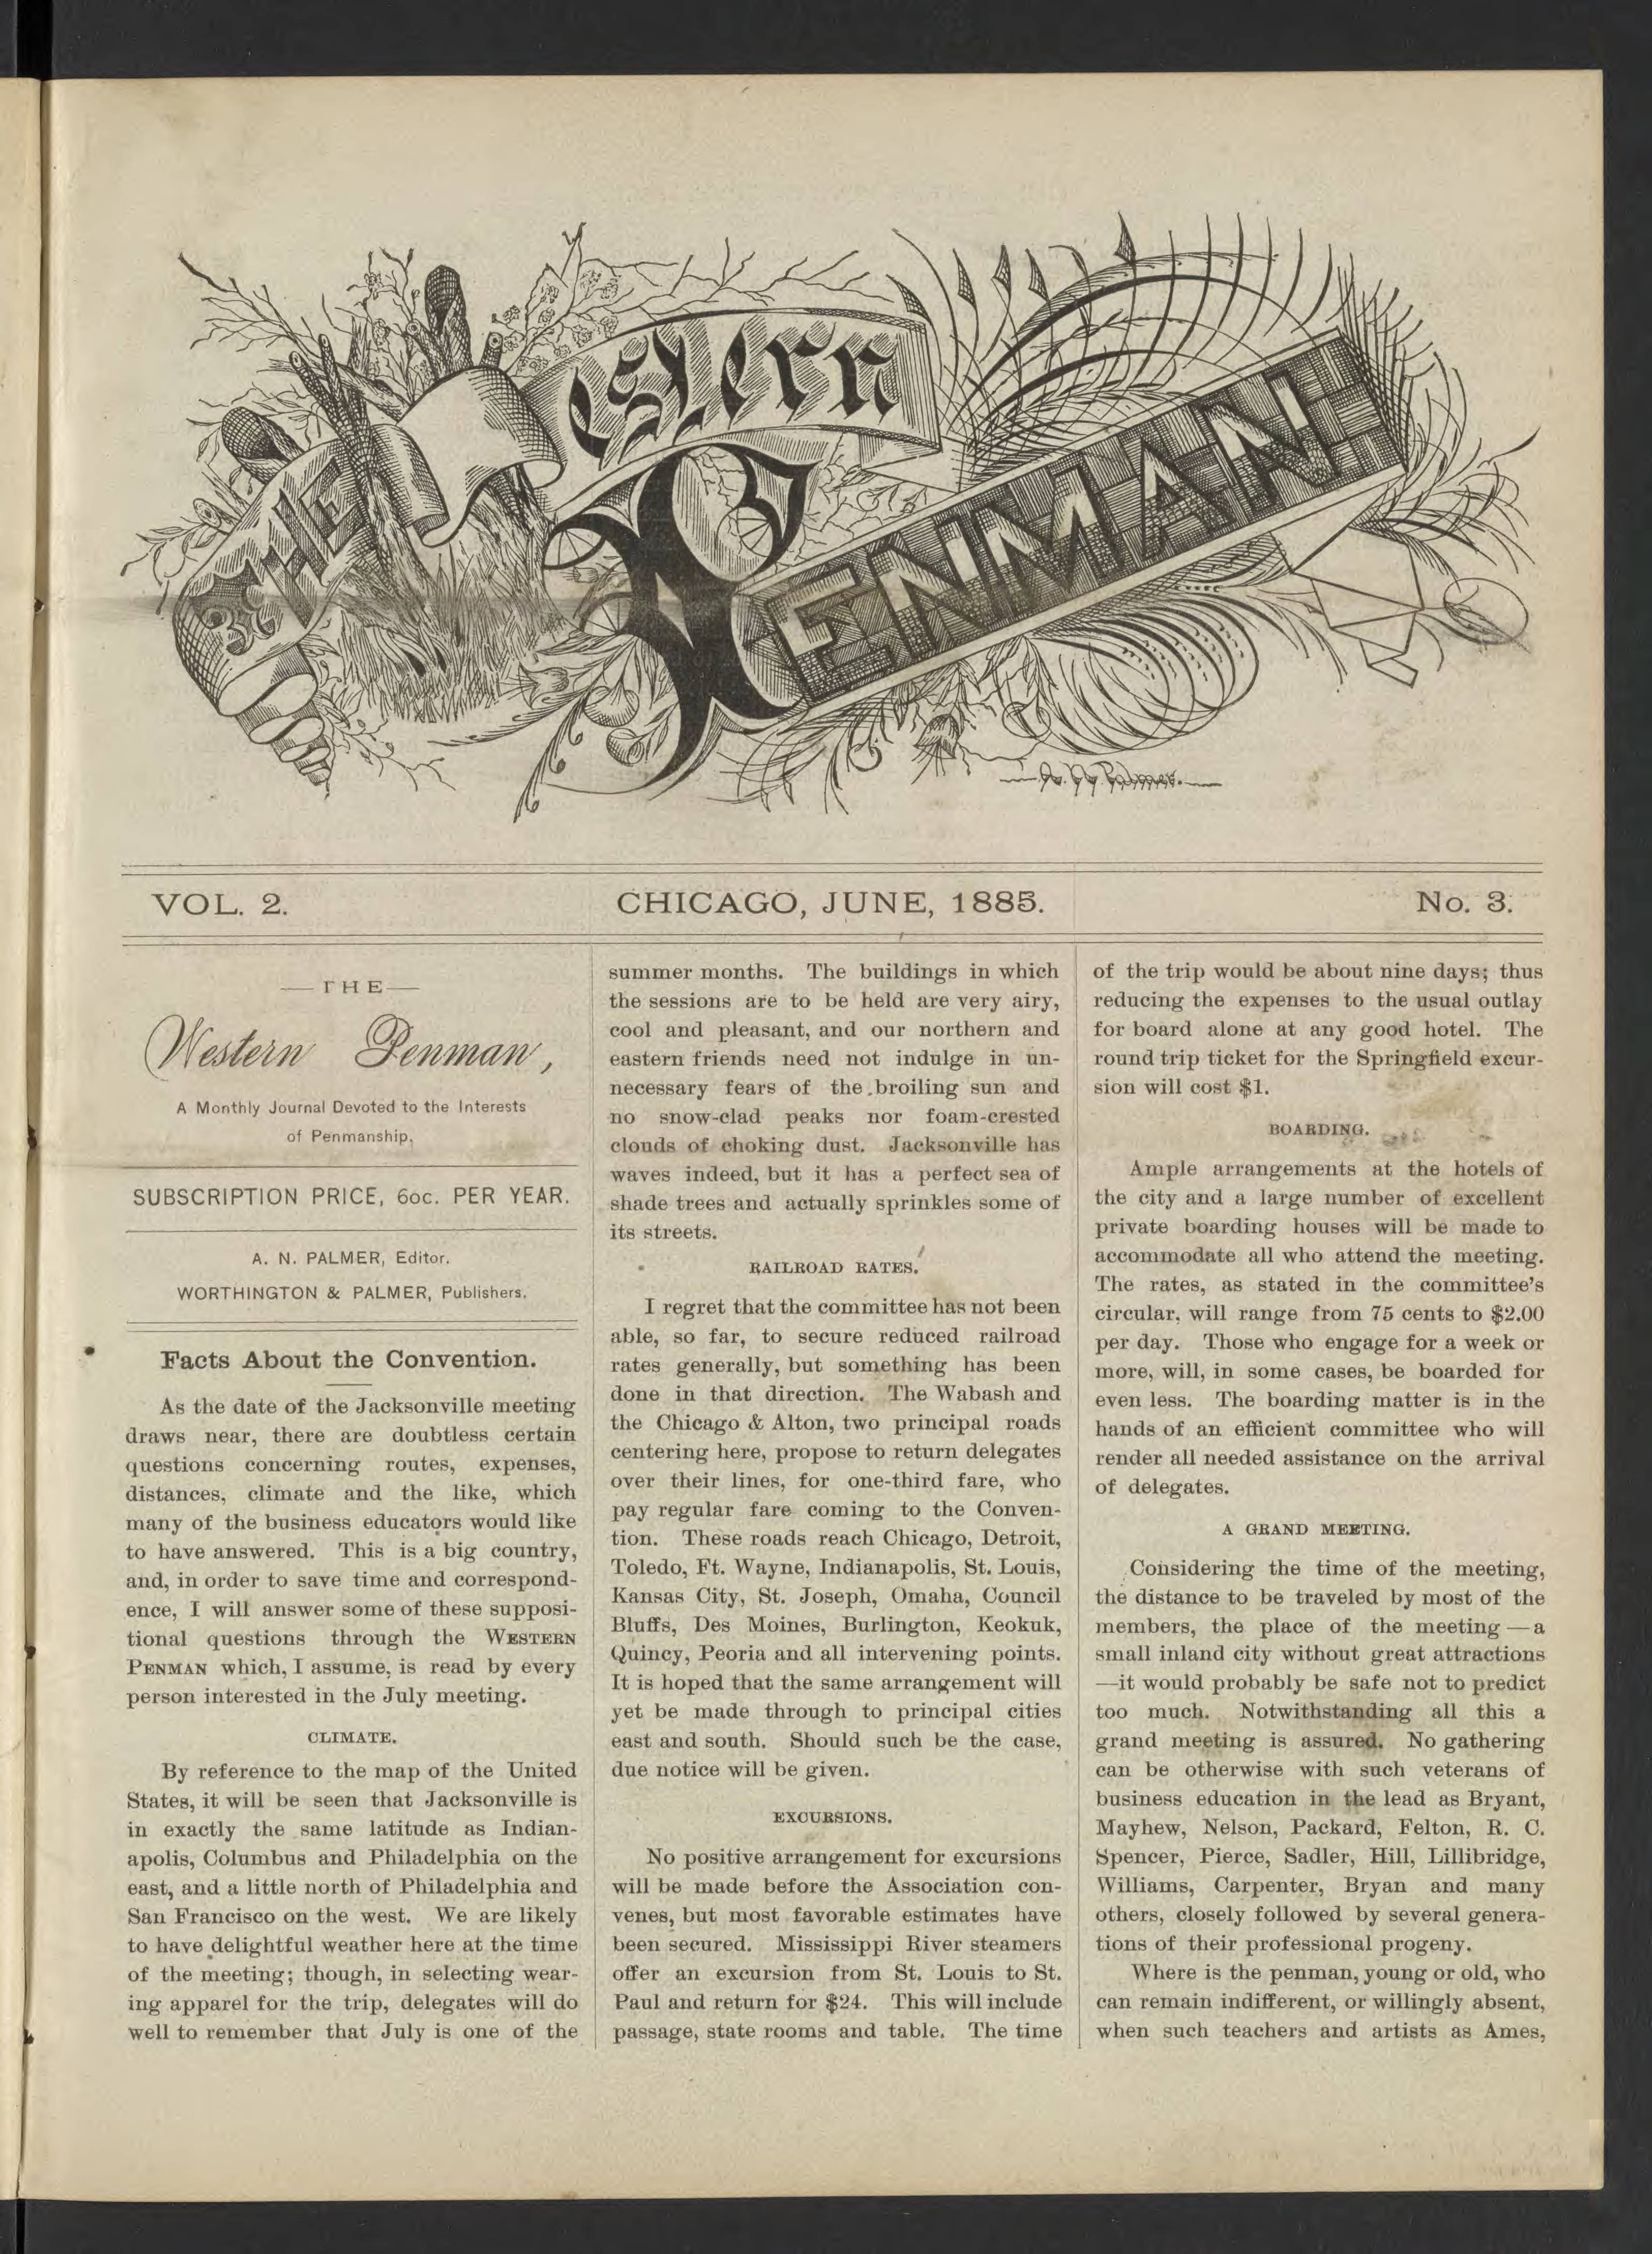 THE
Western
PENMAN
A. N. Palmer.
VOL. 2.
CHICAGO, JUNE, 1885.
No. 3.
—THE—
Western Penman,
A Monthly Journal Devoted to the Interests
of Penmanship.
SUBSCRIPTION PRICE, 60c. PER YEAR.
A. N. PALMER, Editor.
WORTHINGTON & PALMER, Publishers.
Facts About the Convention.
As the date of the Jacksonville meeting
draws near, there are doubtless certain
questions concerning routes, expenses,
distances, climate and the like, which
many of the business educators would like
to have answered. This is a big country,
and, in order to save time and correspond-
ence, I will answer some of these supposi-
tional questions through the WESTERN
PENMAN which, I assume, is read by every
person interested in the July meeting.
CLIMATE.
By reference to the map of the United
States, it will be seen that Jacksonville is
in exactly the same latitude as Indian-
apolis, Columbus and Philadelphia on the
east, and a little north of Philadelphia and
San Francisco on the west. We are likely
to have delightful weather here at the time
of the meeting; though, in selecting wear-
ing apparel for the trip, delegates will do
well to remember that July is one of the
summer months. The buildings in which
the sessions are to be held are very airy,
cool and pleasant, and our northern and
eastern friends need not indulge in un-
necessary fears of the broiling sun and
no snow-clad peaks nor foam-crested
clouds of choking dust. Jacksonville has
waves indeed, but it has a perfect sea of
shade trees and actually sprinkles some of
its streets.
RAILROAD RATES.
I regret that the committee has not been
able, so far, to secure reduced railroad
rates generally, but something has been
done in that direction. The Wabash and
the Chicago & Alton, two principal roads
centering here, propose to return delegates
over their lines, for one-third fare, who
pay regular fare coming to the Conven-
tion. These roads reach Chicago, Detroit,
Toledo, Ft. Wayne, Indianapolis, St. Louis,
Kansas City, St. Joseph, Omaha, Council
Bluffs, Des Moines, Burlington, Keokuk,
Quincy, Peoria and all intervening points.
It is hoped that the same arrangement will
yet be made through to principal cities
east and south. Should such be the case,
due notice will be given.
EXCURSIONS.
No positive arrangement for excursions
will be made before the Association con-
venes, but most favorable estimates have
been secured. Mississippi River steamers
offer an excursion from St. Louis to St.
Paul and return for $24. This will include
passage, state rooms and table. The time
of the trip would be about nine days; thus
reducing the expenses to the usual outlay
for board alone at any good hotel. The
round trip ticket for the Springfield excur-
sion will cost $1.
BOARDING.
Ample arrangements at the hotels of
the city and a large number of excellent
private boarding houses will be made to
accommodate all who attend the meeting.
The rates, as stated in the committee's
circular, will range from 75 cents to $2.00
per day. Those who engage for a week or
more, will, in some cases, be boarded for
even less. The boarding matter is in the
hands of an efficient committee who will
render all needed assistance on the arrival
of delegates.
A GRAND MEETING.
Considering the time of the meeting,
the distance to be traveled by most of the
members, the place of the meeting — a
small inland city without great attractions
—it would probably be safe not to predict
too much. Notwithstanding all this a
grand meeting is assured. No gathering
can be otherwise with such veterans of
business education in the lead as Bryant,
Mayhew, Nelson, Packard, Felton, R. C.
Spencer, Pierce, Sadler, Hill, Lillibridge,
Williams, Carpenter, Bryan and many
others, closely followed by several genera-
tions of their professional progeny.
Where is the penman, young or old, who
can remain indifferent, or willingly absent,
when such teachers and artists as Ames,